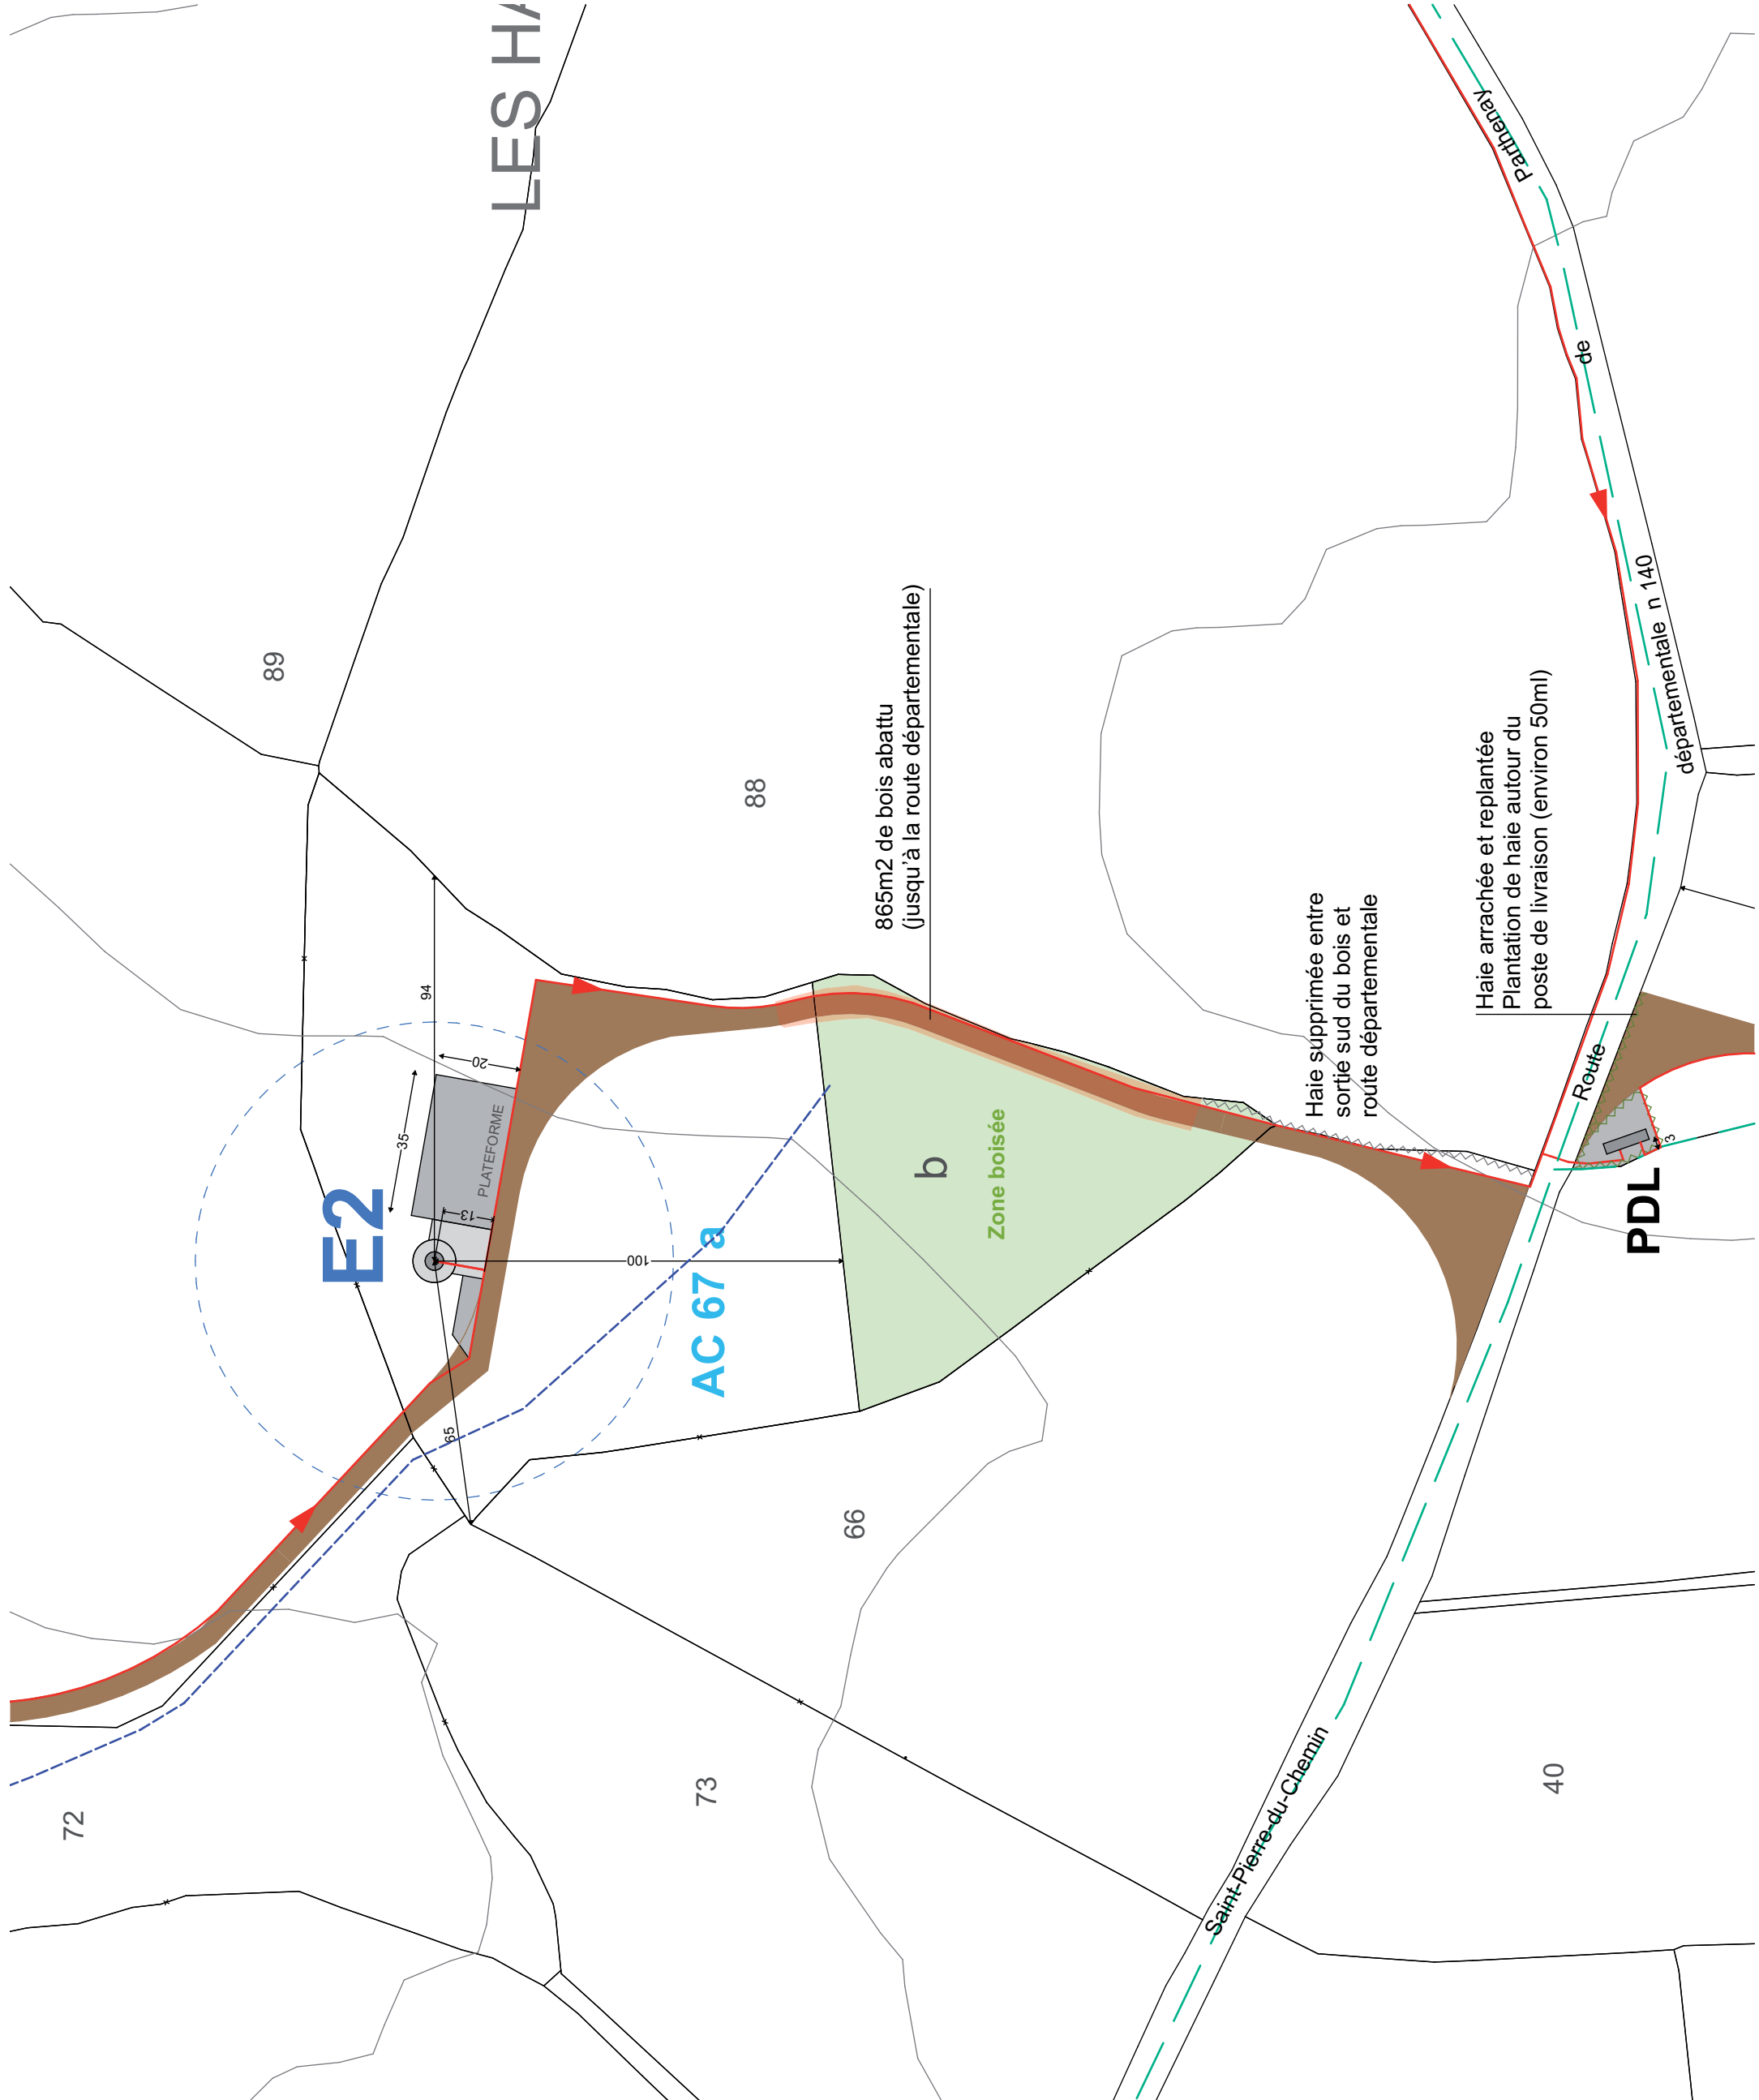 LES HA
Parthenay
de
départementale n 140
Route
Saint-Pierre-du-Chemin
89
88
E2
94
20
35
PLATEFORME
13
100
65
AC 67 a
865m2 de bois abattu
(jusqu'à la route départementale)
b
Zone boisée
Haie supprimée entre
sortie sud du bois et
route départementale
Haie arrachée et replantée
Plantation de haie autour du
poste de livraison (environ 50ml)
PDL
3
66
72
73
40